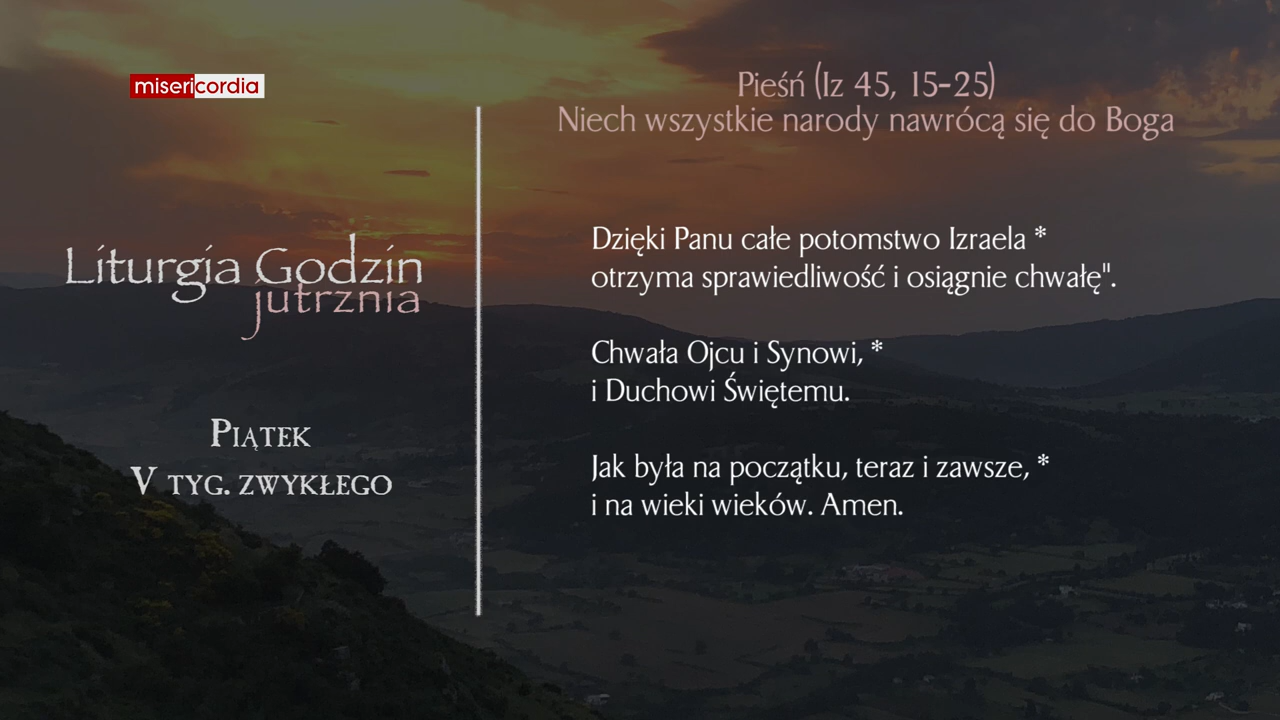 misericordia
Liturgia Godzin
jutrznia
Piątek
V tyg. zwykłego
Pieśń (Iz 45, 15-25)
Niech wszystkie narody nawrócą się do Boga
Dzięki Panu całe potomstwo Izraela *
otrzyma sprawiedliwość i osiągnie chwałę".
Chwała Ojcu i Synowi, *
i Duchowi Świętemu.
Jak była na początku, teraz i zawsze, *
i na wieki wieków. Amen.